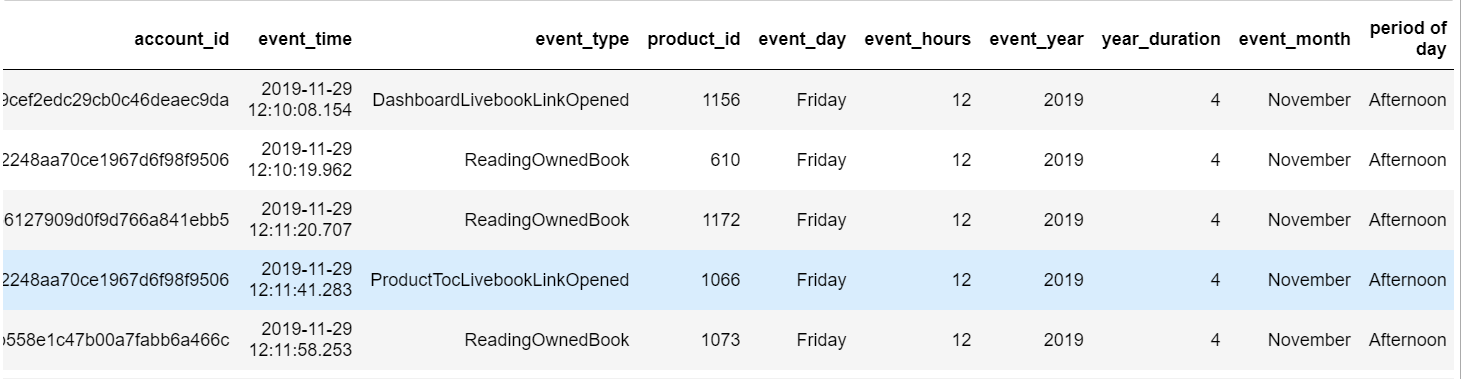 account_id event_time event_type product_id event_day event_hours event_year year_duration event_month period of day
9cef2edc29cb0c46deaec9da 2019-11-29 12:10:08.154 DashboardLivebookLinkOpened 1156 Friday 12 2019 4 November Afternoon
2248aa70ce1967d6f98f9506 2019-11-29 12:10:19.962 ReadingOwnedBook 610 Friday 12 2019 4 November Afternoon
6127909d0f9d766a841ebb5 2019-11-29 12:11:20.707 ReadingOwnedBook 1172 Friday 12 2019 4 November Afternoon
2248aa70ce1967d6f98f9506 2019-11-29 12:11:41.283 ProductTocLivebookLinkOpened 1066 Friday 12 2019 4 November Afternoon
b558e1c47b00a7fabb6a466c 2019-11-29 12:11:58.253 ReadingOwnedBook 1073 Friday 12 2019 4 November Afternoon